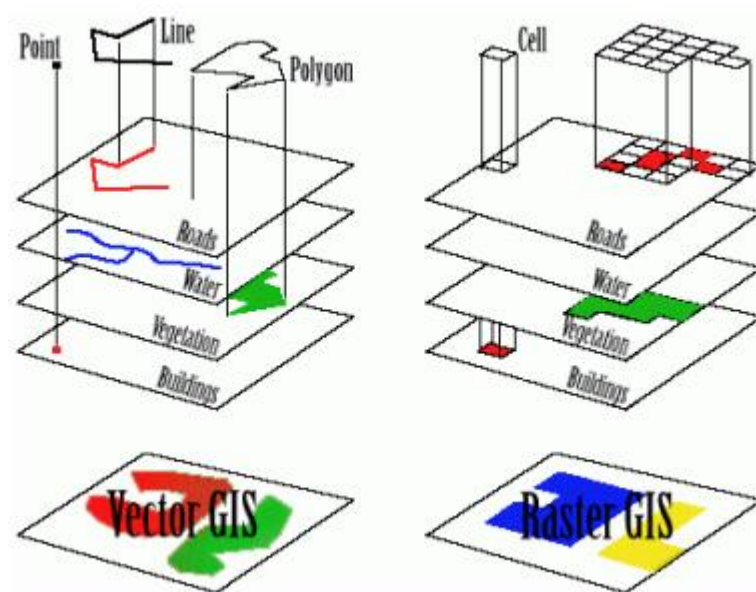 Point
Line
Polygon
Roads
Water
Vegetation
Buildings
Vector GIS
Cell
Roads
Water
Vegetation
Buildings
Raster GIS